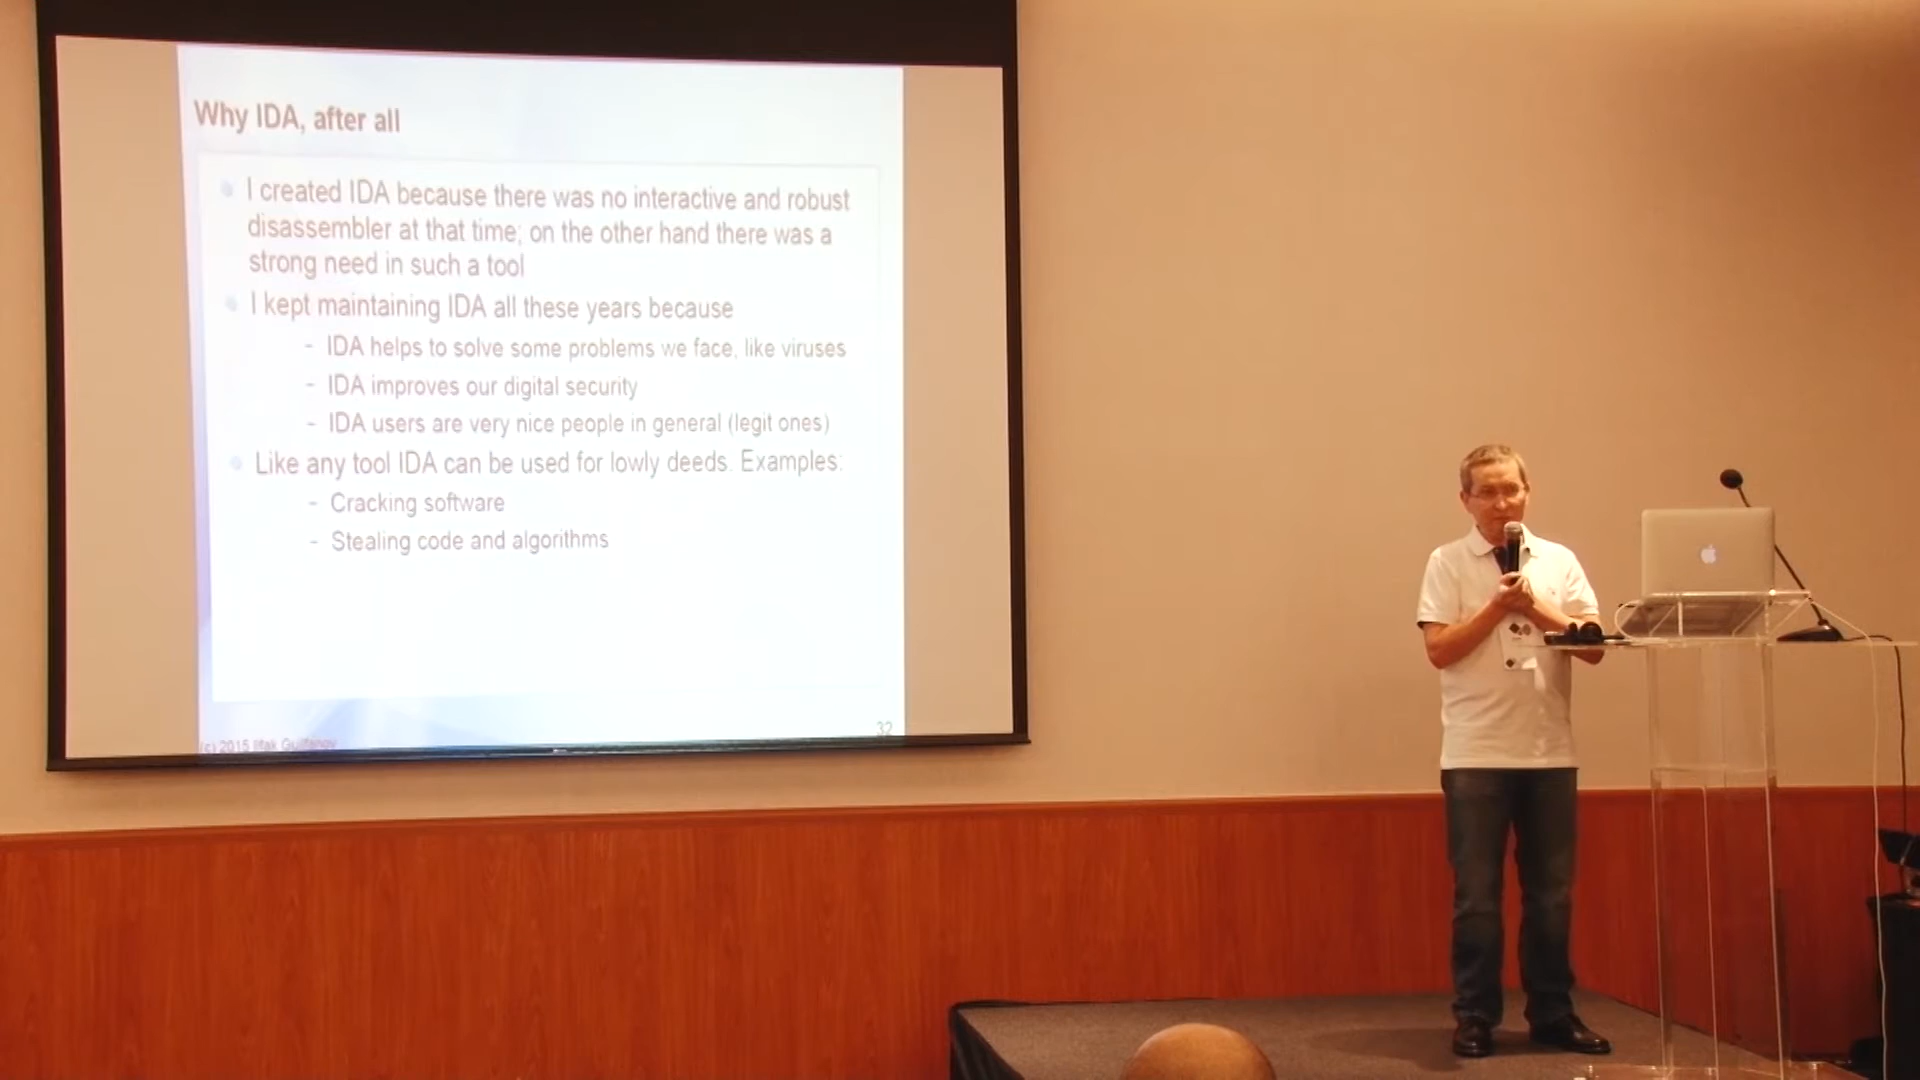 Why IDA, after all
I created IDA because there was no interactive and robust
disassembler at that time; on the other hand there was a
strong need in such a tool
I kept maintaining IDA all these years because
- IDA helps to solve some problems we face, like viruses
- IDA improves our digital security
- IDA users are very nice people in general (legit ones)
Like any tool IDA can be used for lowly deeds. Examples:
- Cracking software
- Stealing code and algorithms
(c) 2015 Ilfak Guilfanov
32